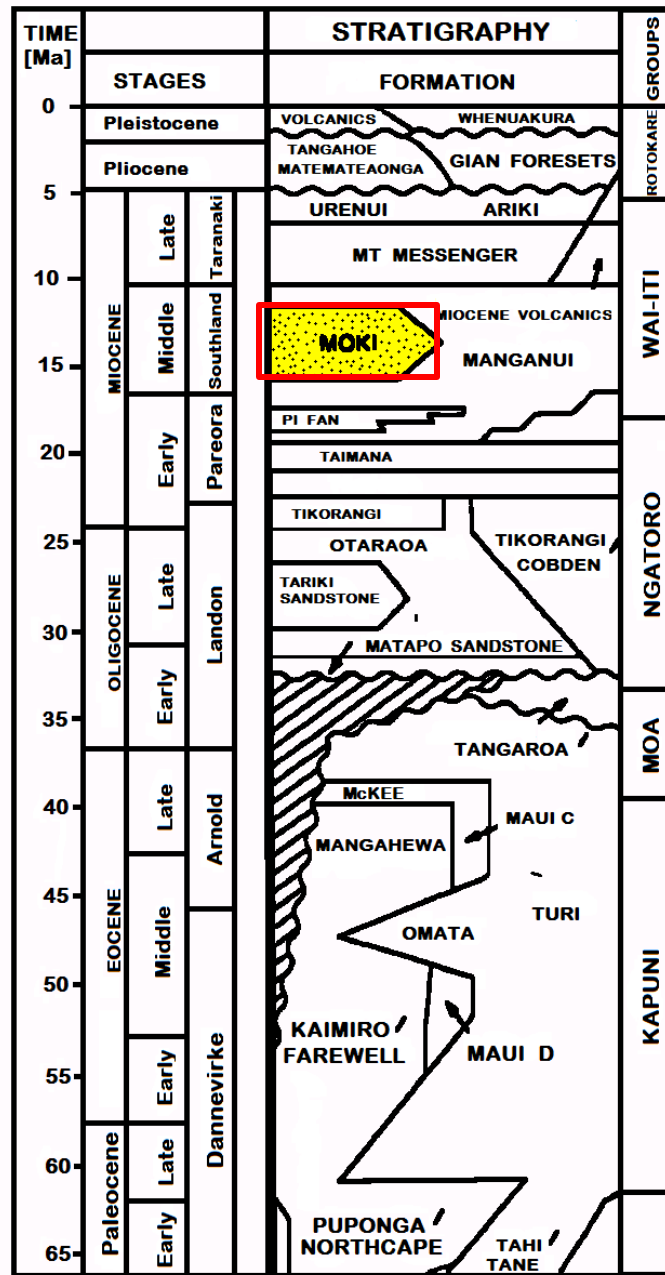 TIME
[Ma]
STRATIGRAPHY
GROUPS
STAGES
FORMATION
0
Pleistocene
VOLCANICS
WHENUAKURA
ROTOKARE
Pliocene
TANGAHOE
MATEMATEAONGA
GIAN FORESETS
5
MIOCENE
Late
Taranaki
URENUI
ARIKI
MT MESSENGER
WAI-ITI
10
Middle
Southland
MOKI
MIOCENE VOLCANICS
MANGANUI
15
Early
Pareora
PI FAN
20
TAIMANA
NGATORO
OLIGOCENE
Late
Landon
TIKORANGI
OTARAOA
TIKORANGI
COBDEN
25
TARIKI
SANDSTONE
30
MATAPO SANDSTONE
Early
35
TANGAROA
MOA
EOCENE
Late
Arnold
McKEE
MAUI C
40
MANGAHEWA
KAPUNI
45
Middle
Dannevirke
TURI
OMATA
50
KAIMIRO
FAREWELL
MAUI D
Early
55
Paleocene
Late
60
Early
PUPONGA
NORTHCAPE
TAHI
TANE
65